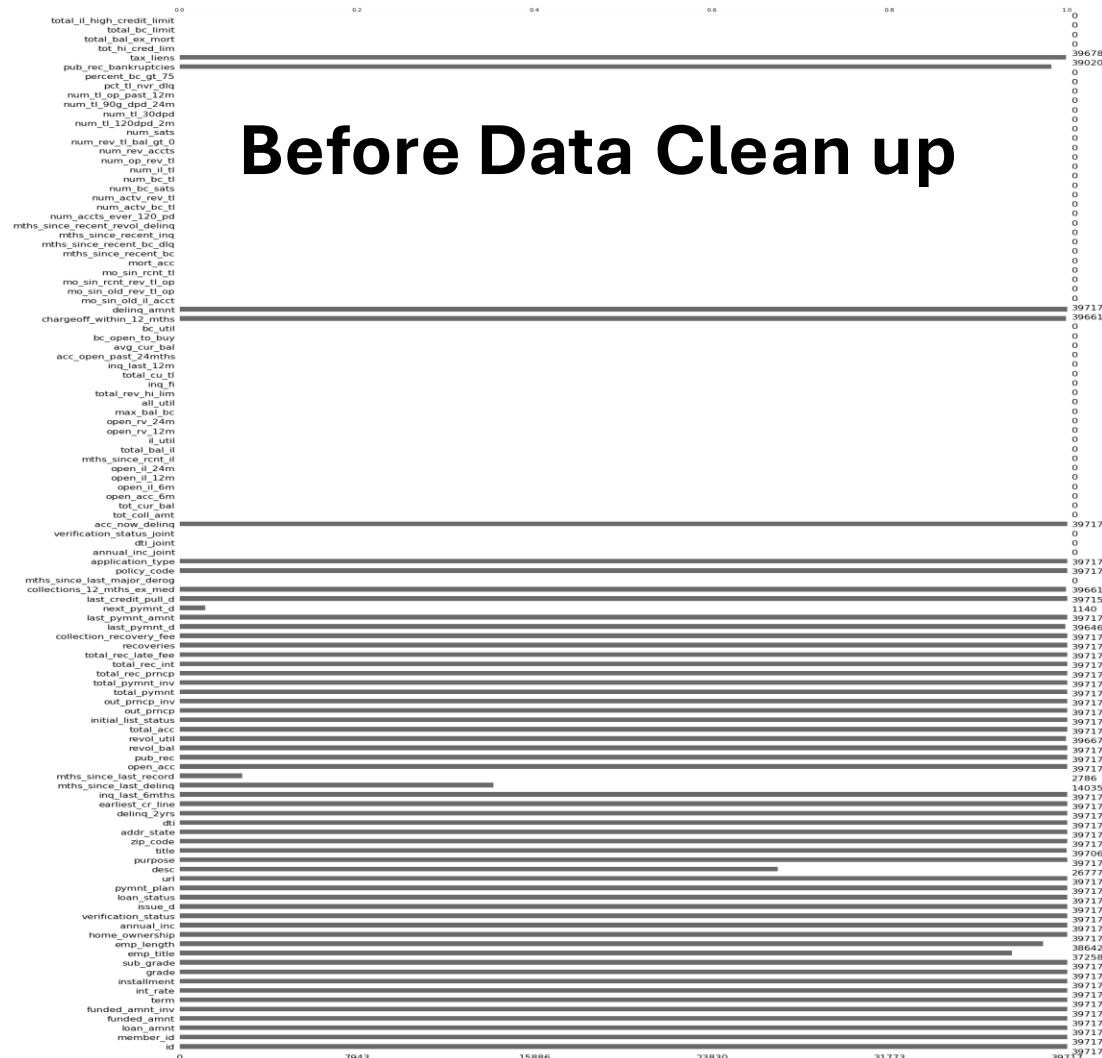 0.0 0.2 0.4 0.6 0.8 1.0
total_il_high_credit_limit 0
total_bc_limit 0
total_bal_ex_mort 0
tot_hi_cred_lim 0
tax_liens 39678
pub_rec_bankruptcies 39020
percent_bc_gt_75 0
pct_tl_nvr_dlq 0
num_tl_op_past_12m 0
num_tl_90g_dpd_24m 0
num_tl_30dpd 0
num_tl_120dpd_2m 0
num_sats 0
num_rev_tl_bal_gt_0 0
num_rev_accts 0
num_op_rev_tl 0
num_il_tl 0
num_bc_tl 0
num_bc_sats 0
num_actv_rev_tl 0
num_actv_bc_tl 0
num_accts_ever_120_pd 0
Before Data Clean up
mths_since_recent_revol_delinq 0
mths_since_recent_inq 0
mths_since_recent_bc_dlq 0
mths_since_recent_bc 0
mort_acc 0
mo_sin_rcnt_tl 0
mo_sin_rcnt_rev_tl_op 0
mo_sin_old_rev_tl_op 0
mo_sin_old_il_acct 0
delinq_amnt 39717
chargeoff_within_12_mths 39661
bc_util 0
bc_open_to_buy 0
avg_cur_bal 0
acc_open_past_24mths 0
inq_last_12m 0
total_cu_tl 0
inq_fi 0
total_rev_hi_lim 0
all_util 0
max_bal_bc 0
open_rv_24m 0
open_rv_12m 0
il_util 0
total_bal_il 0
mths_since_rcnt_il 0
open_il_24m 0
open_il_12m 0
open_il_6m 0
open_acc_6m 0
tot_cur_bal 0
tot_coll_amt 0
acc_now_delinq 39717
verification_status_joint 0
dti_joint 0
annual_inc_joint 0
application_type 39717
policy_code 39717
mths_since_last_major_derog 0
collections_12_mths_ex_med 39661
last_credit_pull_d 39715
next_pymnt_d 1140
last_pymnt_amnt 39717
last_pymnt_d 39646
collection_recovery_fee 39717
recoveries 39717
total_rec_late_fee 39717
total_rec_int 39717
total_rec_prncp 39717
total_pymnt_inv 39717
total_pymnt 39717
out_prncp_inv 39717
out_prncp 39717
initial_list_status 39717
total_acc 39717
revol_util 39667
revol_bal 39717
pub_rec 39717
open_acc 39717
mths_since_last_record 2786
mths_since_last_delinq 14035
inq_last_6mths 39717
earliest_cr_line 39717
delinq_2yrs 39717
dti 39717
addr_state 39717
zip_code 39717
title 39706
purpose 39717
desc 26777
url 39717
pymnt_plan 39717
loan_status 39717
issue_d 39717
verification_status 39717
annual_inc 39717
home_ownership 39717
emp_length 38642
emp_title 37258
sub_grade 39717
grade 39717
installment 39717
int_rate 39717
term 39717
funded_amnt_inv 39717
funded_amnt 39717
loan_amnt 39717
member_id 39717
id 39717
0 7943 15886 23830 31773 39717